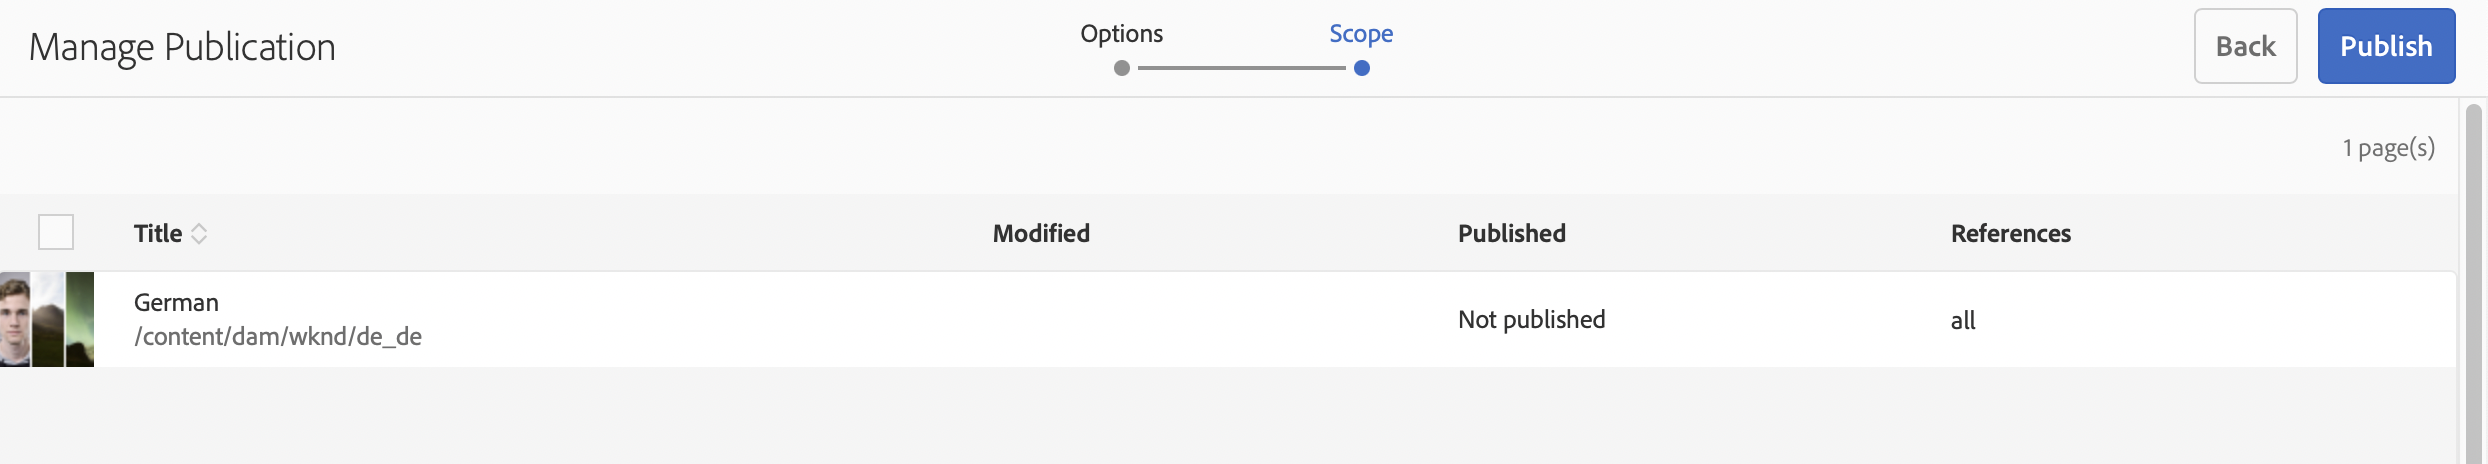 Manage Publication
Options
Scope
Back
Publish
1 page(s)
Title
Modified
Published
References
German
/content/dam/wknd/de_de
Not published
all